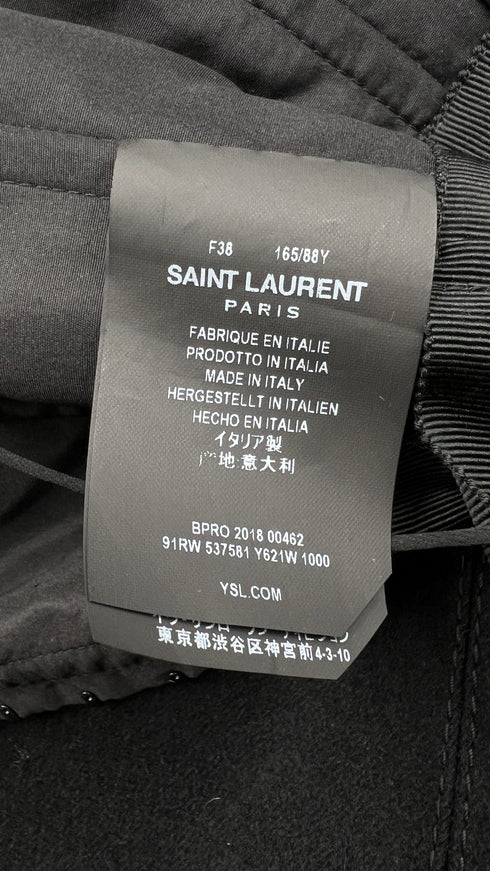 F38 165/88Y
SAINT LAURENT
PARIS
FABRIQUE EN ITALIE
PRODOTTO IN ITALIA
MADE IN ITALY
HERGESTELLT IN ITALIEN
HECHO EN ITALIA
イタリア製
产地:意大利
BPRO 2018 00462
91RW 537581 Y621W 1000
YSL.COM
東京都渋谷区神宮前4-3-10